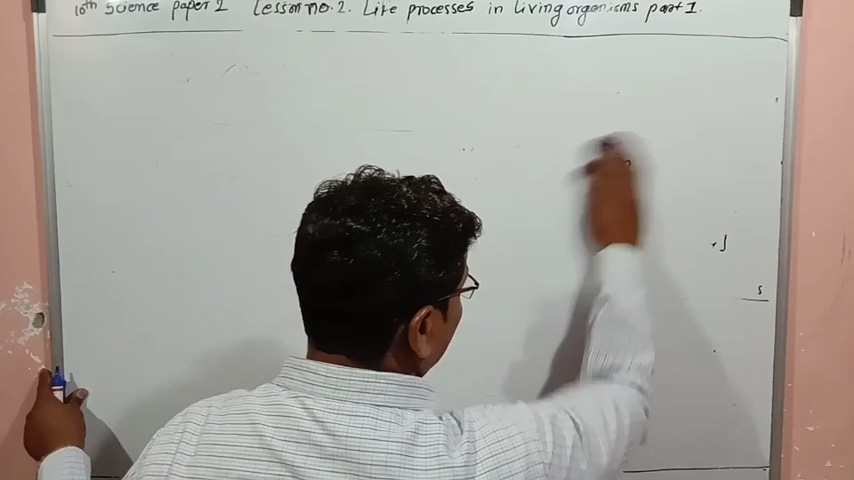 10th Science paper 2 Lesson no. 2. Life processes in living organisms part 1.
+ J
s